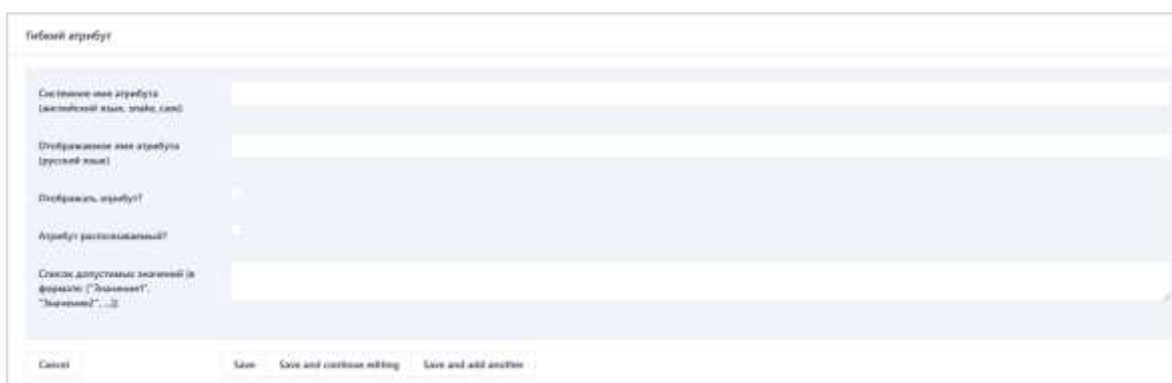 Гибкий атрибут
Системное имя атрибута
(английский язык, snake_case)
Отображаемое имя атрибута
(русский язык)
Отображать атрибут?
Атрибут распознаваемый?
Список допустимых значений (в
формате: ["Значение1",
"Значение2", ...])
Cancel Save Save and continue editing Save and add another